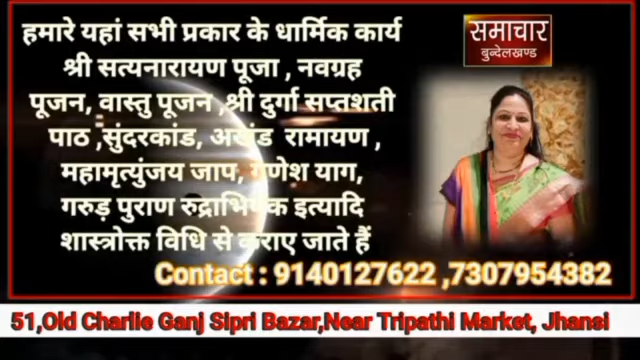 हमारे यहां सभी प्रकार के धार्मिक कार्य
श्री सत्यनारायण पूजा , नवग्रह
पूजन, वास्तु पूजन ,श्री दुर्गा सप्तशती
पाठ ,सुंदरकांड, अखंड रामायण ,
महामृत्युंजय जाप, गणेश याग,
गरुड़ पुराण रुद्राभिषेक इत्यादि
शास्त्रोक्त विधि से कराए जाते हैं
समाचार
बुन्देलखण्ड
Contact : 9140127622 ,7307954382
51,Old Charlie Ganj Sipri Bazar,Near Tripathi Market, Jhansi